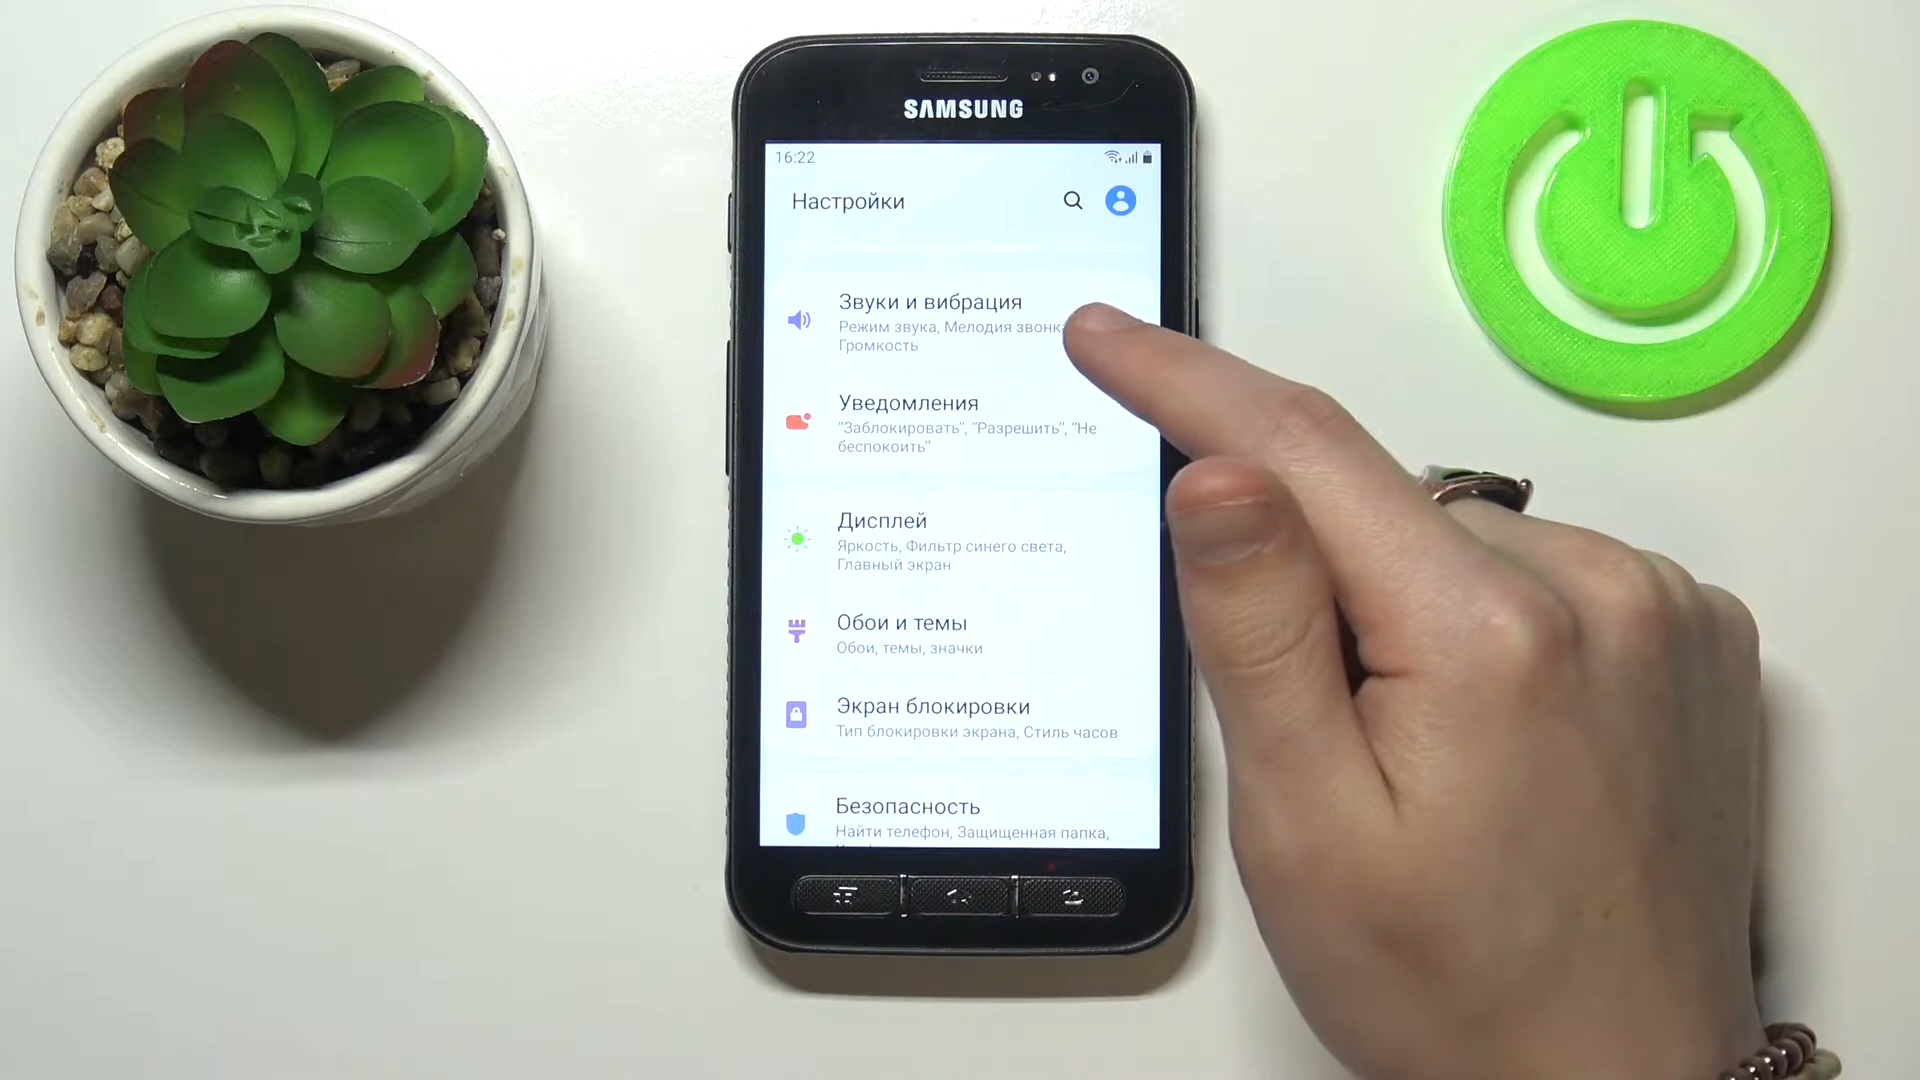 SAMSUNG
16:22
Настройки
Звуки и вибрация
Режим звука, Мелодия звонка
Громкость
Уведомления
"Заблокировать", "Разрешить", "Не
беспокоить"
Дисплей
Яркость, Фильтр синего света,
Главный экран
Обои и темы
Обои, темы, значки
Экран блокировки
Тип блокировки экрана, Стиль часов
Безопасность
Найти телефон, Защищенная папка,